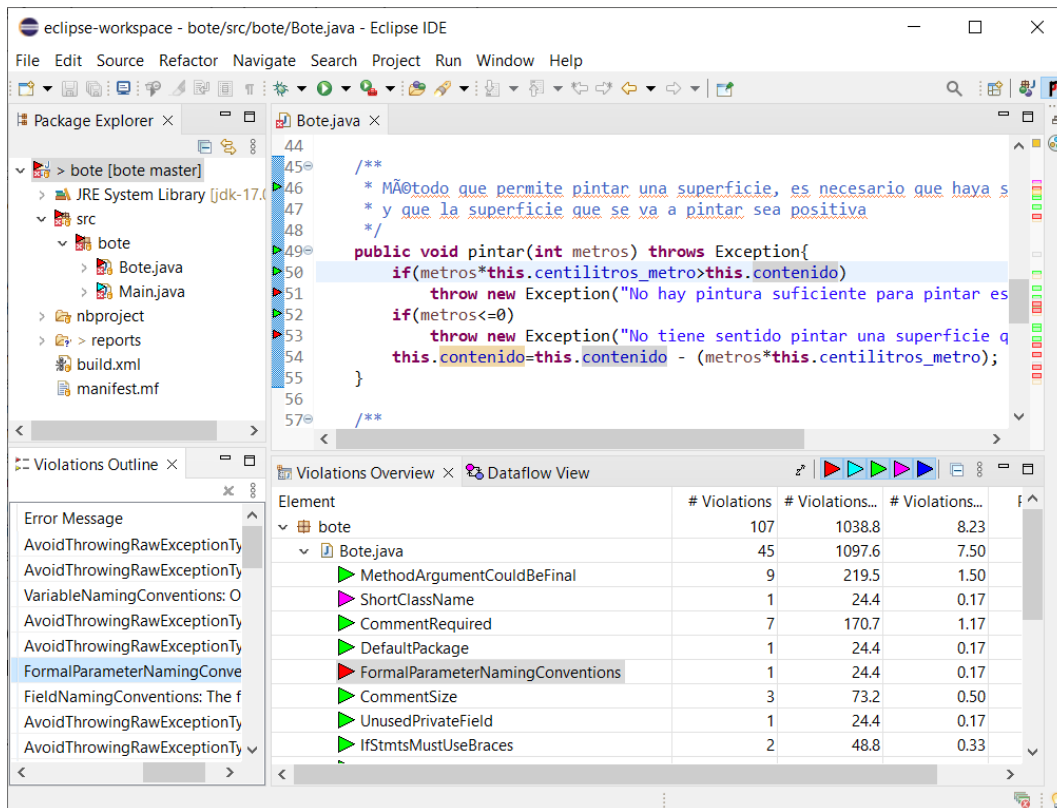 eclipse-workspace - bote/src/bote/Bote.java - Eclipse IDE
File Edit Source Refactor Navigate Search Project Run Window Help
Package Explorer
> bote [bote master]
JRE System Library [jdk-17.0
src
bote
Bote.java
Main.java
nbproject
> reports
build.xml
manifest.mf
Bote.java
44
45 /**
46 * MÃ©todo que permite pintar una superficie, es necesario que haya s
47 * y que la superficie que se va a pintar sea positiva
48 */
49 public void pintar(int metros) throws Exception{
50 if(metros*this.centilitros_metro>this.contenido)
51 throw new Exception("No hay pintura suficiente para pintar es
52 if(metros<=0)
53 throw new Exception("No tiene sentido pintar una superficie q
54 this.contenido=this.contenido - (metros*this.centilitros_metro);
55 }
56
57 /**
Violations Outline
Error Message
AvoidThrowingRawExceptionTy
AvoidThrowingRawExceptionTy
VariableNamingConventions: O
AvoidThrowingRawExceptionTy
AvoidThrowingRawExceptionTy
FormalParameterNamingConve
FieldNamingConventions: The f
AvoidThrowingRawExceptionTy
AvoidThrowingRawExceptionTy
Violations Overview Dataflow View
Element # Violations # Violations... # Violations...
bote 107 1038.8 8.23
Bote.java 45 1097.6 7.50
MethodArgumentCouldBeFinal 9 219.5 1.50
ShortClassName 1 24.4 0.17
CommentRequired 7 170.7 1.17
DefaultPackage 1 24.4 0.17
FormalParameterNamingConventions 1 24.4 0.17
CommentSize 3 73.2 0.50
UnusedPrivateField 1 24.4 0.17
IfStmtsMustUseBraces 2 48.8 0.33